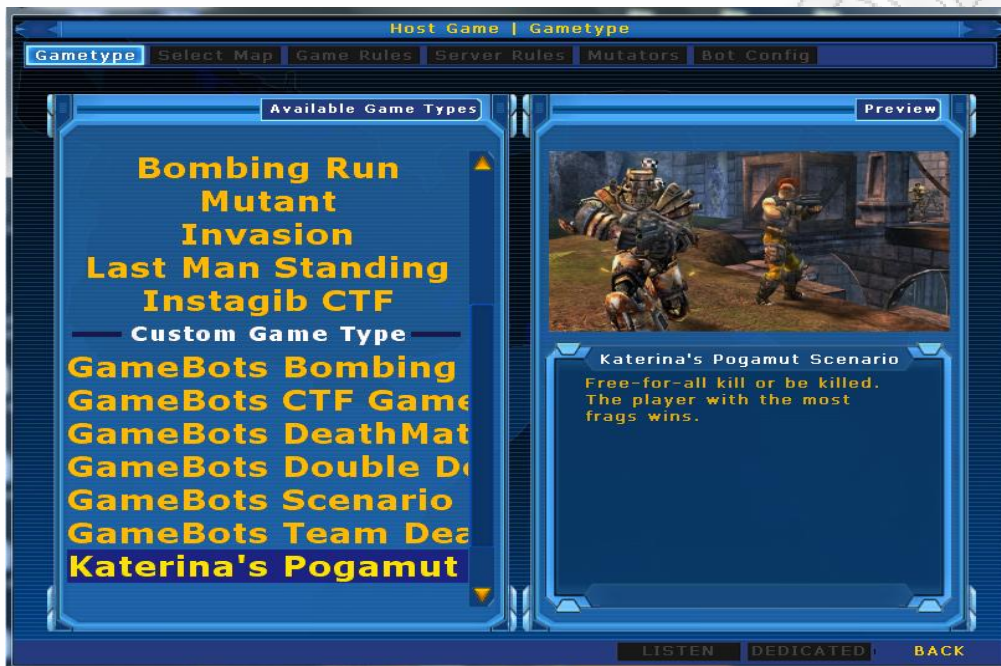 Host Game | Gametype
Gametype Select Map Game Rules Server Rules Mutators Bot Config
Available Game Types
Bombing Run
Mutant
Invasion
Last Man Standing
Instagib CTF
Custom Game Type
GameBots Bombing
GameBots CTF Game
GameBots DeathMat
GameBots Double De
GameBots Scenario
GameBots Team Dea
Katerina's Pogamut
Preview
Katerina's Pogamut Scenario
Free-for-all kill or be killed.
The player with the most
frags wins.
LISTEN DEDICATED BACK